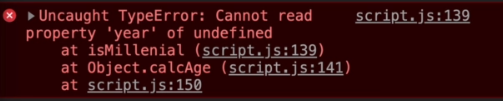 Uncaught TypeError: Cannot read script.js:139
property 'year' of undefined
at isMillenial (script.js:139)
at Object.calcAge (script.js:141)
at script.js:150